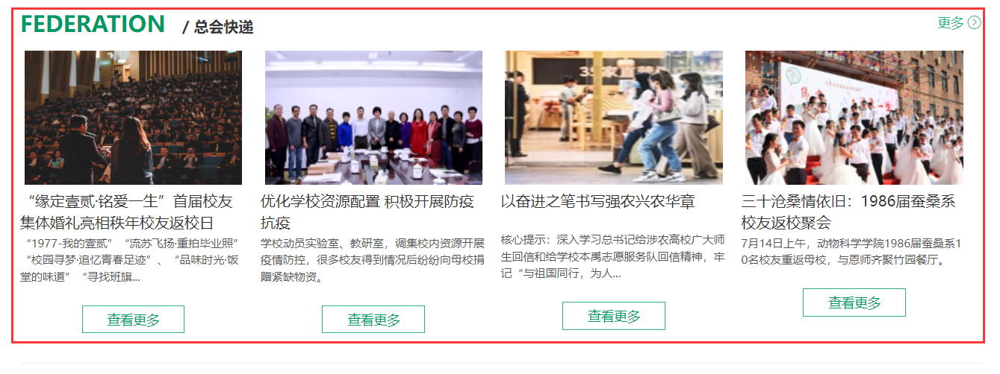 FEDERATION / 总会快递
更多
“缘定壹贰·铭爱一生”首届校友
集体婚礼亮相秩年校友返校日
“1977-我的壹贰”“流苏飞扬·重拍毕业照”
“校园寻梦·追忆青春足迹”、“品味时光·饭
堂的味道”“寻找班旗...
查看更多
优化学校资源配置 积极开展防疫
抗疫
学校动员实验室、教研室，调集校内资源开展
疫情防控，很多校友得到情况后纷纷向母校捐
赠紧缺物资。
查看更多
以奋进之笔书写强农兴农华章
核心提示：深入学习总书记给涉农高校广大师
生回信和给学校本禹志愿服务队回信精神，牢
记“与祖国同行，为人...
查看更多
三十沧桑情依旧：1986届蚕桑系
校友返校聚会
7月14日上午，动物科学学院1986届蚕桑系1
0名校友重返母校，与恩师齐聚竹园餐厅。
查看更多